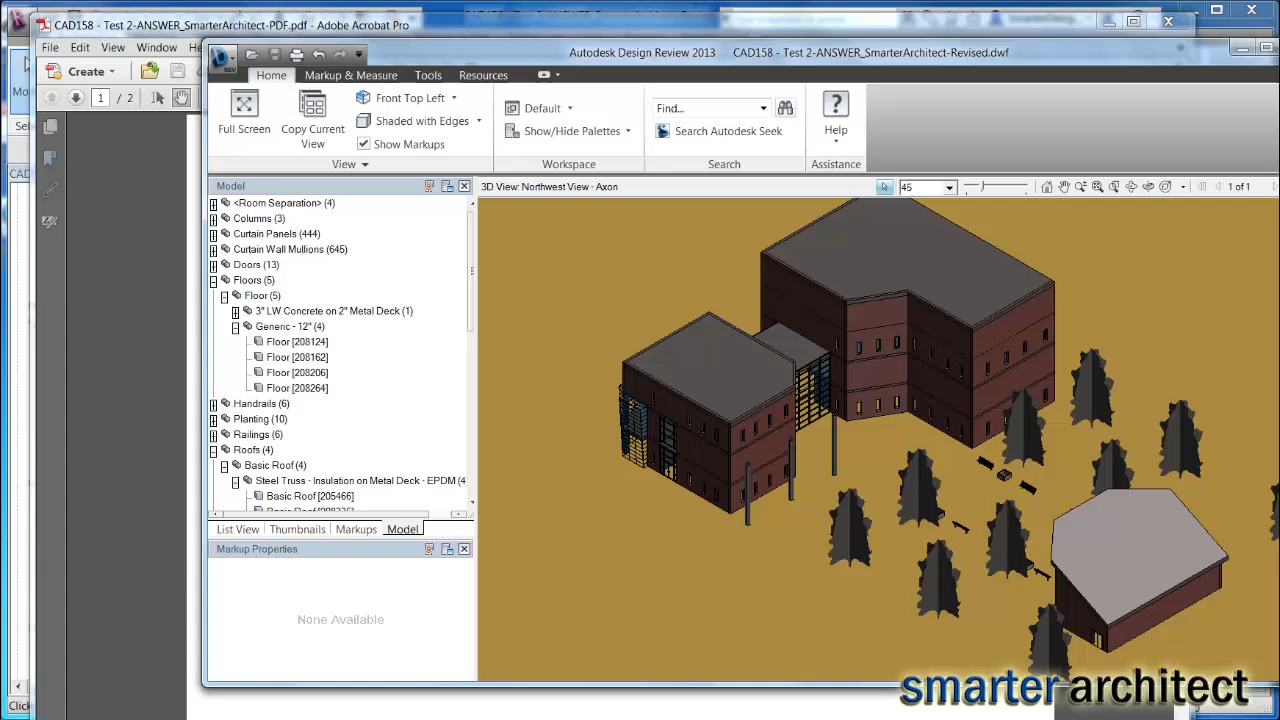 CAD158 - Test 2-ANSWER_SmarterArchitect-PDF.pdf - Adobe Acrobat Pro
File Edit View Window He
Create
1 / 2
Mo
Sel
CAD
Click
Autodesk Design Review 2013 CAD158 - Test 2-ANSWER_SmarterArchitect-Revised.dwf
REV
Home Markup & Measure Tools Resources
Full Screen
Copy Current View
Front Top Left
Shaded with Edges
Show Markups
View
Default
Show/Hide Palettes
Workspace
Find...
Search Autodesk Seek
Search
Help
Assistance
Model
3D View: Northwest View - Axon
45
1 of 1
<Room Separation> (4)
Columns (3)
Curtain Panels (444)
Curtain Wall Mullions (645)
Doors (13)
Floors (5)
Floor (5)
3" LW Concrete on 2" Metal Deck (1)
Generic - 12" (4)
Floor [208124]
Floor [208162]
Floor [208206]
Floor [208264]
Handrails (6)
Planting (10)
Railings (6)
Roofs (4)
Basic Roof (4)
Steel Truss - Insulation on Metal Deck - EPDM (4
Basic Roof [205466]
List View Thumbnails Markups Model
Markup Properties
None Available
smarter architect